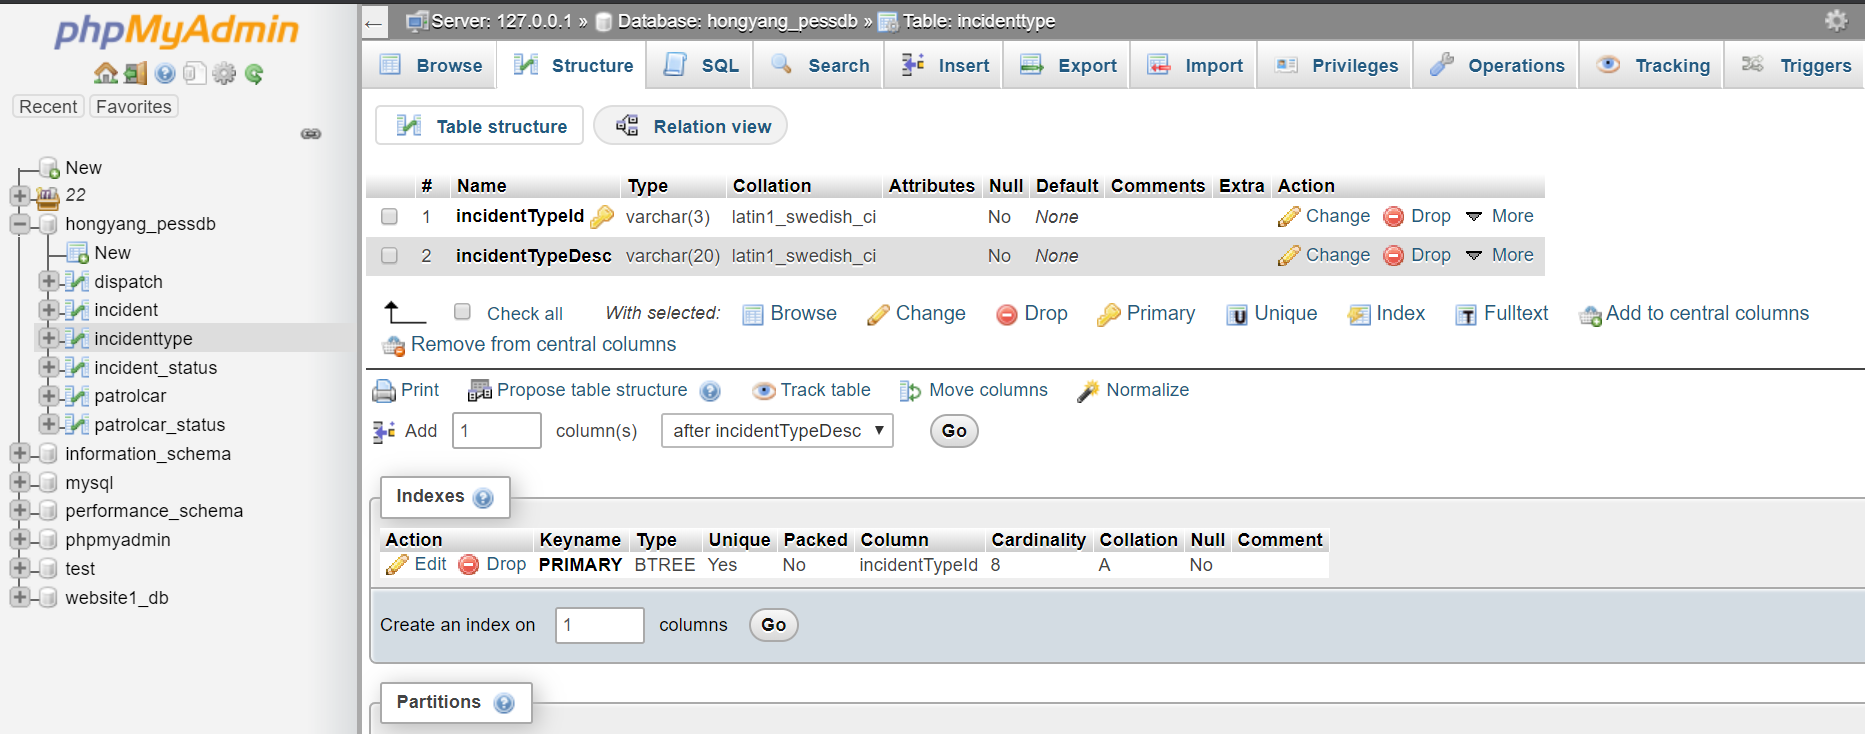 phpMyAdmin
Recent Favorites
New
22
hongyang_pessdb
New
dispatch
incident
incidenttype
incident_status
patrolcar
patrolcar_status
information_schema
mysql
performance_schema
phpmyadmin
test
website1_db
← Server: 127.0.0.1 » Database: hongyang_pessdb » Table: incidenttype
Browse Structure SQL Search Insert Export Import Privileges Operations Tracking Triggers
Table structure Relation view
# Name Type Collation Attributes Null Default Comments Extra Action
1 incidentTypeId varchar(3) latin1_swedish_ci No None Change Drop More
2 incidentTypeDesc varchar(20) latin1_swedish_ci No None Change Drop More
Check all With selected: Browse Change Drop Primary Unique Index Fulltext Add to central columns
Remove from central columns
Print Propose table structure Track table Move columns Normalize
Add 1 column(s) after incidentTypeDesc Go
Indexes
Action Keyname Type Unique Packed Column Cardinality Collation Null Comment
Edit Drop PRIMARY BTREE Yes No incidentTypeId 8 A No
Create an index on 1 columns Go
Partitions